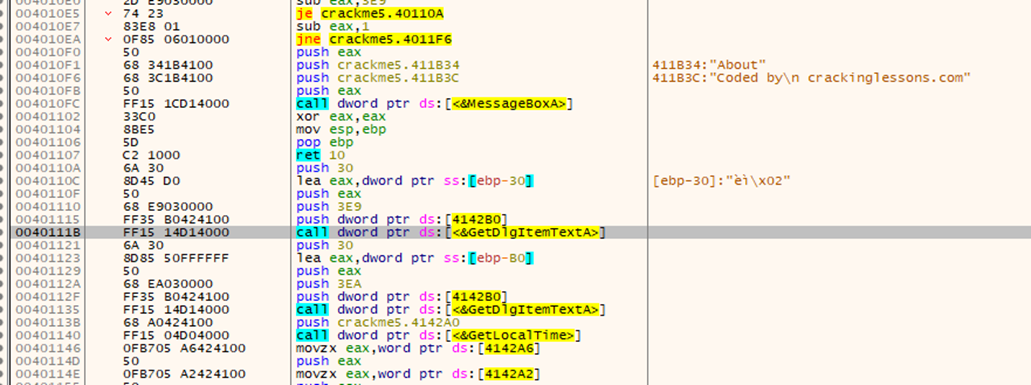 004010E0 2D E9030000 sub eax,3E9
004010E5 74 23 je crackme5.40110A
004010E7 83E8 01 sub eax,1
004010EA 0F85 06010000 jne crackme5.4011F6
004010F0 50 push eax
004010F1 68 341B4100 push crackme5.411B34 411B34:"About"
004010F6 68 3C1B4100 push crackme5.411B3C 411B3C:"Coded by\n crackinglessons.com"
004010FB 50 push eax
004010FC FF15 1CD14000 call dword ptr ds:[<&MessageBoxA>]
00401102 33C0 xor eax,eax
00401104 8BE5 mov esp,ebp
00401106 5D pop ebp
00401107 C2 1000 ret 10
0040110A 6A 30 push 30
0040110C 8D45 D0 lea eax,dword ptr ss:[ebp-30] [ebp-30]:"èì\x02"
0040110F 50 push eax
00401110 68 E9030000 push 3E9
00401115 FF35 B0424100 push dword ptr ds:[4142B0]
0040111B FF15 14D14000 call dword ptr ds:[<&GetDlgItemTextA>]
00401121 6A 30 push 30
00401123 8D85 50FFFFFF lea eax,dword ptr ss:[ebp-B0]
00401129 50 push eax
0040112A 68 EA030000 push 3EA
0040112F FF35 B0424100 push dword ptr ds:[4142B0]
00401135 FF15 14D14000 call dword ptr ds:[<&GetDlgItemTextA>]
0040113B 68 A0424100 push crackme5.4142A0
00401140 FF15 04D04000 call dword ptr ds:[<&GetLocalTime>]
00401146 0FB705 A6424100 movzx eax,word ptr ds:[4142A6]
0040114D 50 push eax
0040114E 0FB705 A2424100 movzx eax,word ptr ds:[4142A2]